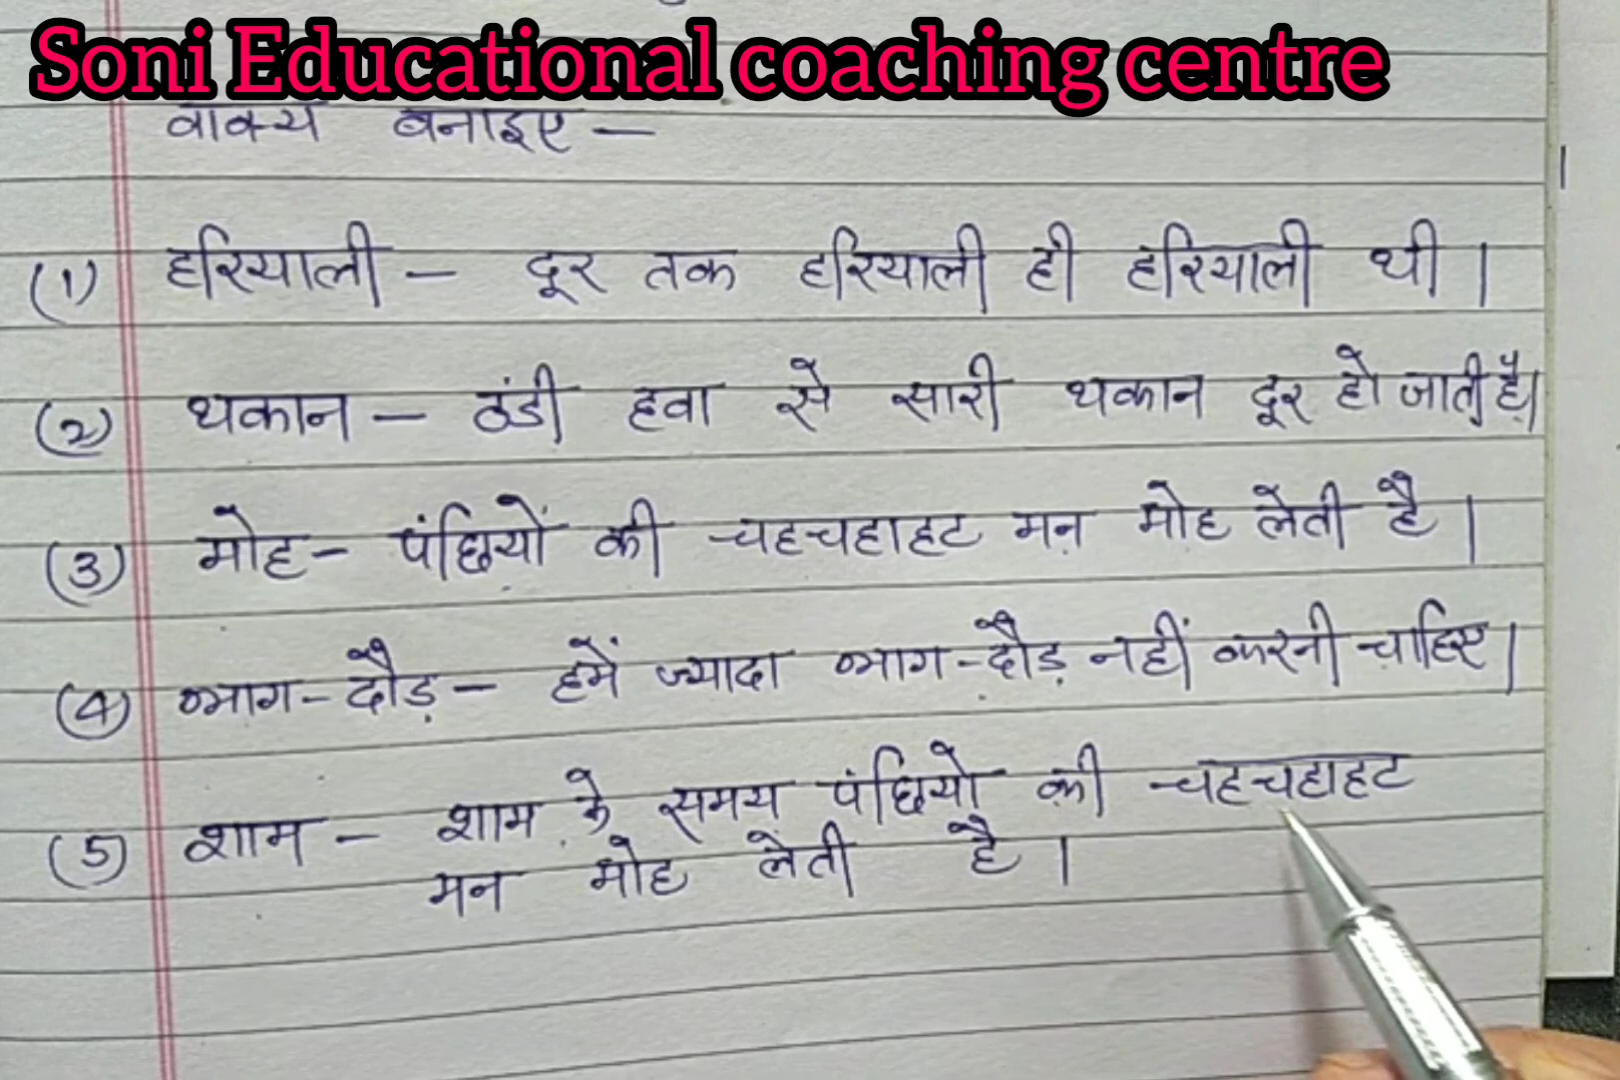 Soni Educational coaching centre
वाक्य बनाइए –
(1) हरियाली – दूर तक हरियाली ही हरियाली थी।
(2) थकान – ठंडी हवा से सारी थकान दूर हो जाती है।
(3) मोह – पंछियों की चहचहाहट मन मोह लेती है।
(4) भाग-दौड़ – हमें ज्यादा भाग-दौड़ नहीं करनी चाहिए।
(5) शाम – शाम के समय पंछियो की चहचहाहट
मन मोह लेती है।